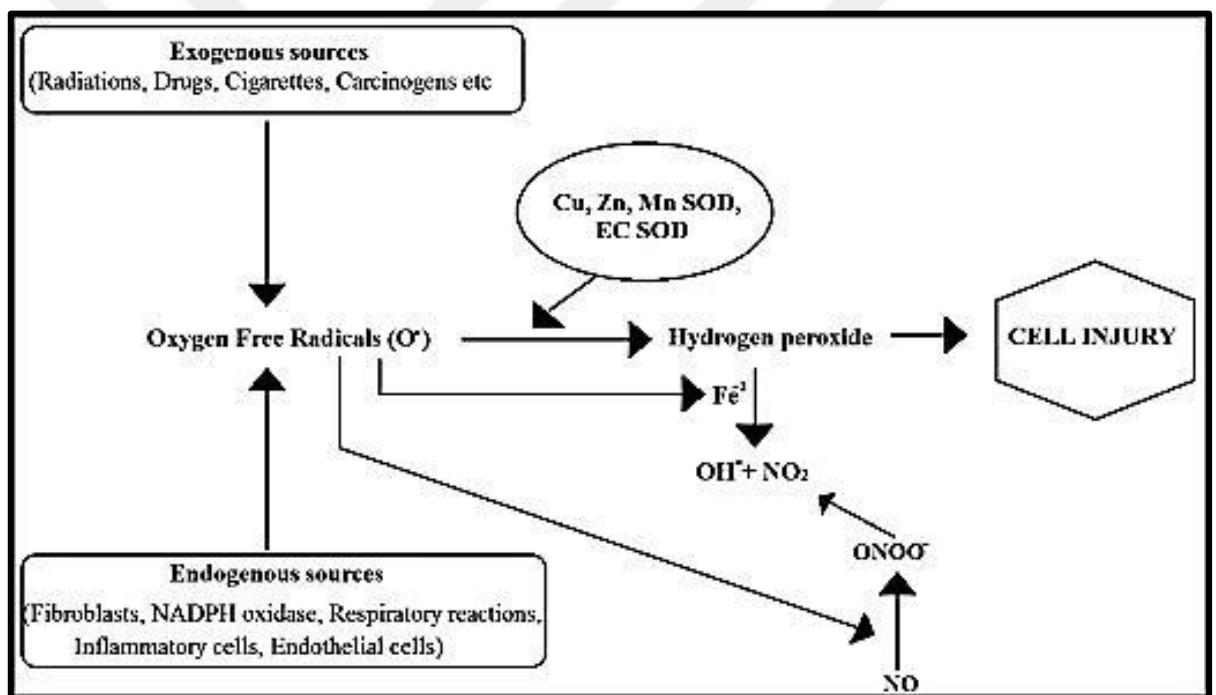 Exogenous sources
(Radiations, Drugs, Cigarettes, Carcinogens etc
Cu, Zn, Mn SOD,
EC SOD
Oxygen Free Radicals (O•)
Hydrogen peroxide
CELL INJURY
Fe⁻²
OH•+ NO₂
ONOO⁻
Endogenous sources
(Fibroblasts, NADPH oxidase, Respiratory reactions,
Inflammatory cells, Endothelial cells)
NO